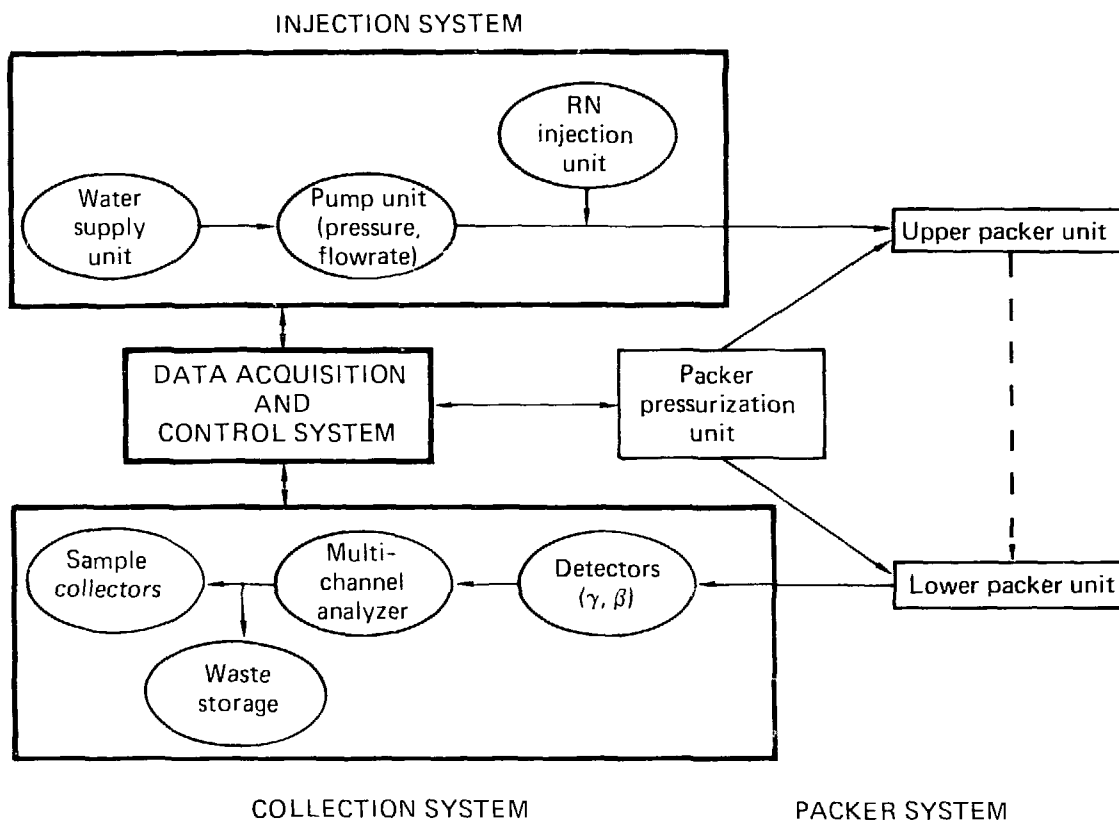 INJECTION SYSTEM
RN
injection
unit
Water
supply
unit
Pump unit
(pressure,
flowrate)
Upper packer unit
DATA ACQUISITION
AND
CONTROL SYSTEM
Packer
pressurization
unit
Sample
collectors
Multi-
channel
analyzer
Detectors
(γ, β)
Lower packer unit
Waste
storage
COLLECTION SYSTEM
PACKER SYSTEM